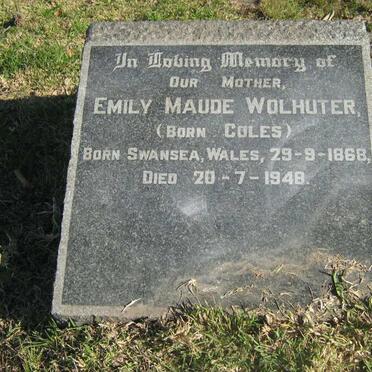 In Loving Memory of
Our Mother,
Emily Maude Wolhuter,
(Born Coles)
Born Swansea, Wales, 29-9-1868,
Died 20-7-1948.